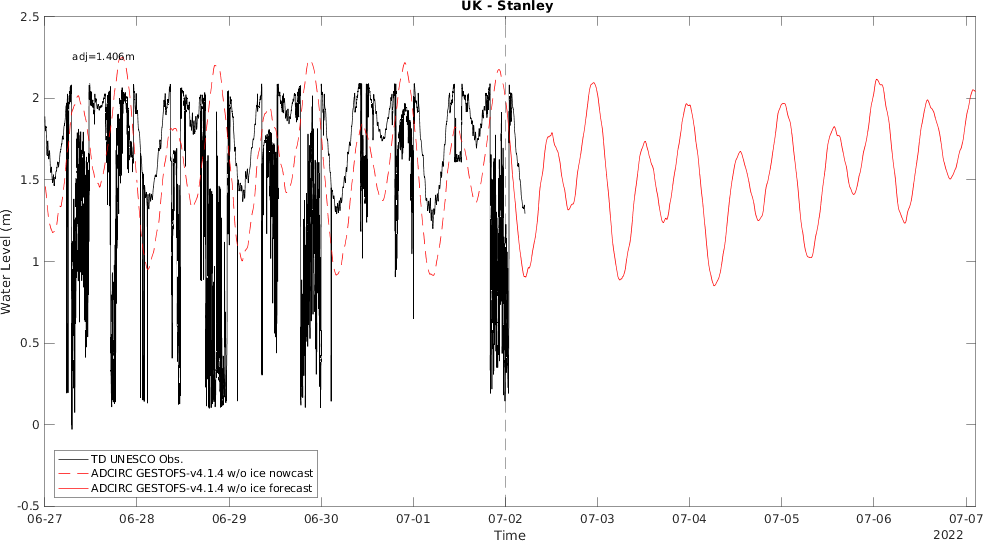 UK - Stanley
adj=1.406m
2.5
2
1.5
1
0.5
0
-0.5
Water Level (m)
TD UNESCO Obs.
ADCIRC GESTOFS-v4.1.4 w/o ice nowcast
ADCIRC GESTOFS-v4.1.4 w/o ice forecast
06-27 06-28 06-29 06-30 07-01 07-02 07-03 07-04 07-05 07-06 07-07
Time
2022